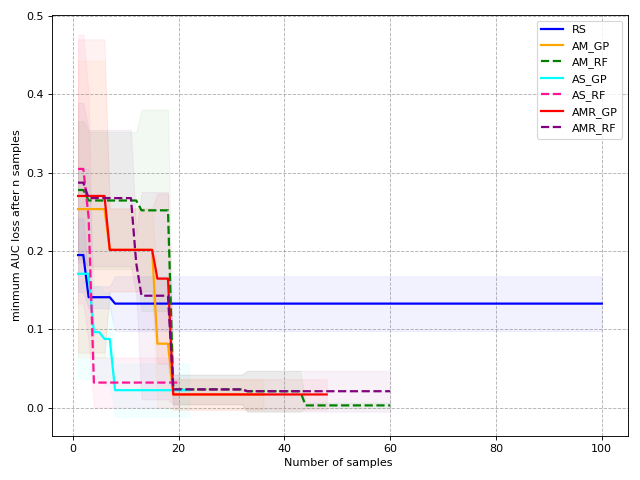 0.5
0.4
0.3
0.2
0.1
0.0
minmum AUC loss after n samples
0
20
40
60
80
100
Number of samples
RS
AM_GP
AM_RF
AS_GP
AS_RF
AMR_GP
AMR_RF